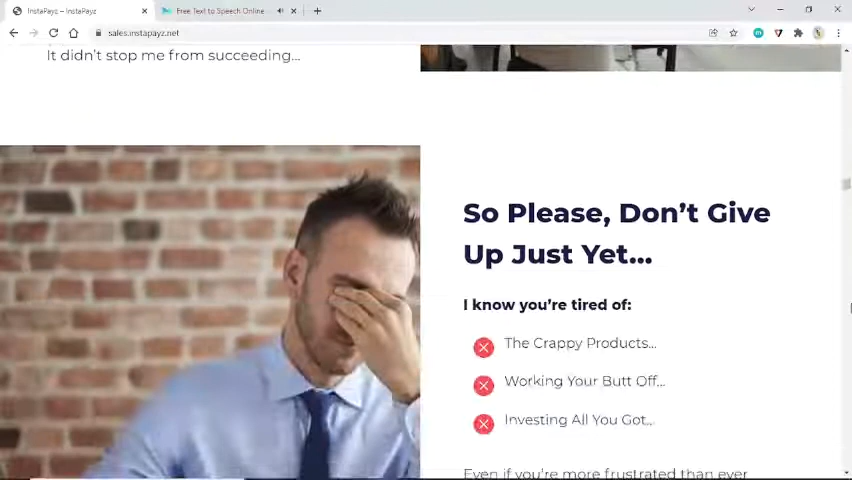 InstaPayz – InstaPayz
Free Text to Speech Online
sales.instapayz.net
It didn't stop me from succeeding...
So Please, Don't Give
Up Just Yet...
I know you're tired of:
The Crappy Products...
Working Your Butt Off...
Investing All You Got..
Even if you're more frustrated than ever